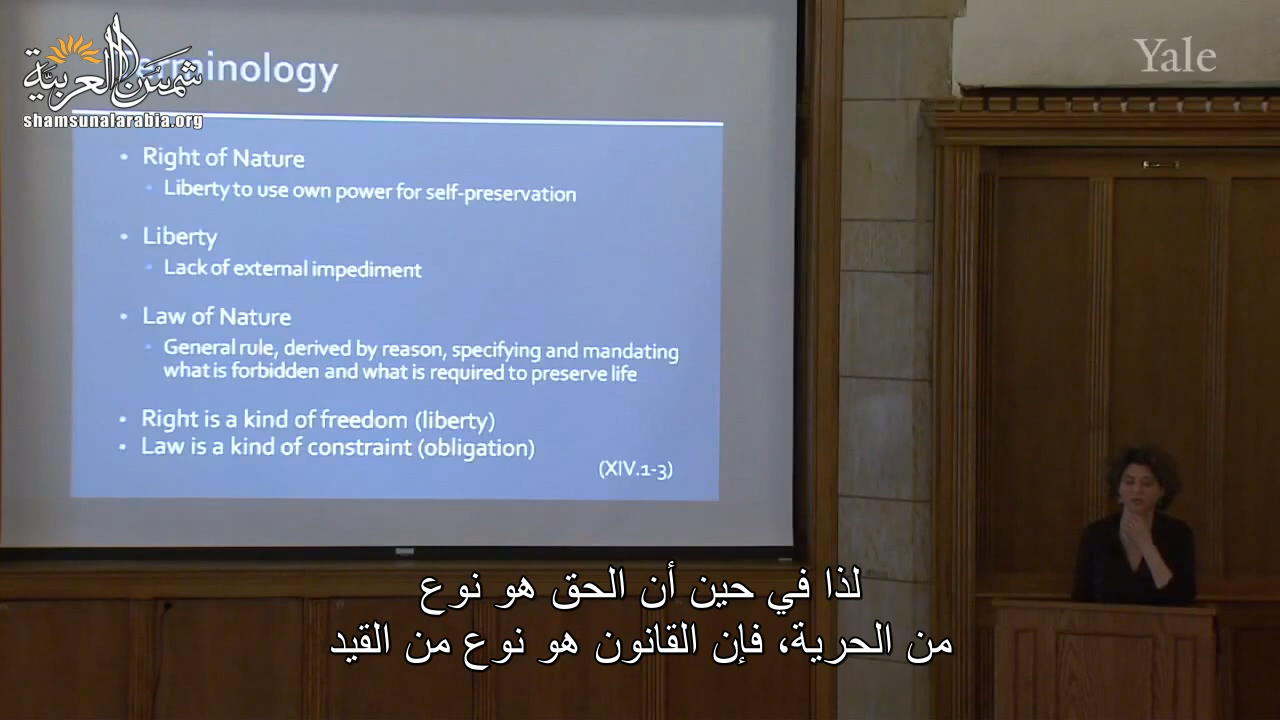 شمس العربية
shamsunalarabia.org
Terminology
Yale
• Right of Nature
• Liberty to use own power for self-preservation
• Liberty
• Lack of external impediment
• Law of Nature
• General rule, derived by reason, specifying and mandating
what is forbidden and what is required to preserve life
• Right is a kind of freedom (liberty)
• Law is a kind of constraint (obligation)
(XIV.1-3)
لذا في حين أن الحق هو نوع
من الحرية، فإن القانون هو نوع من القيد